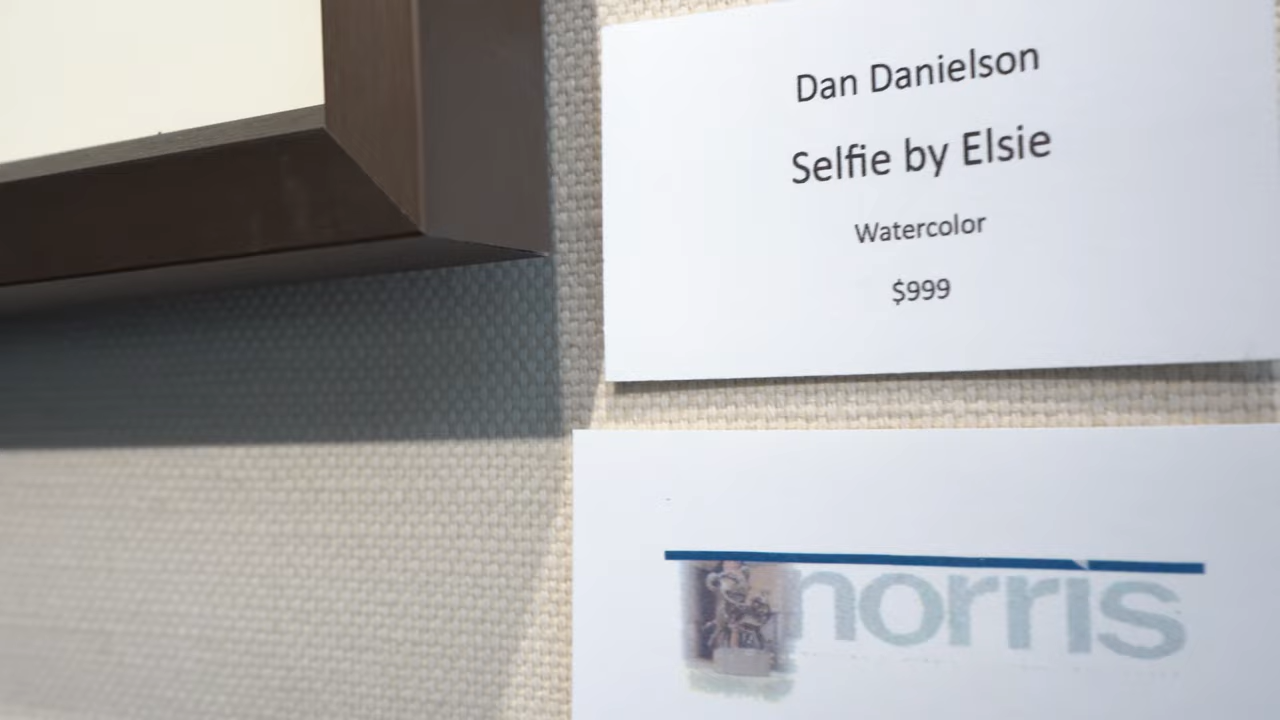 Dan Danielson
Selfie by Elsie
Watercolor
$999
norris